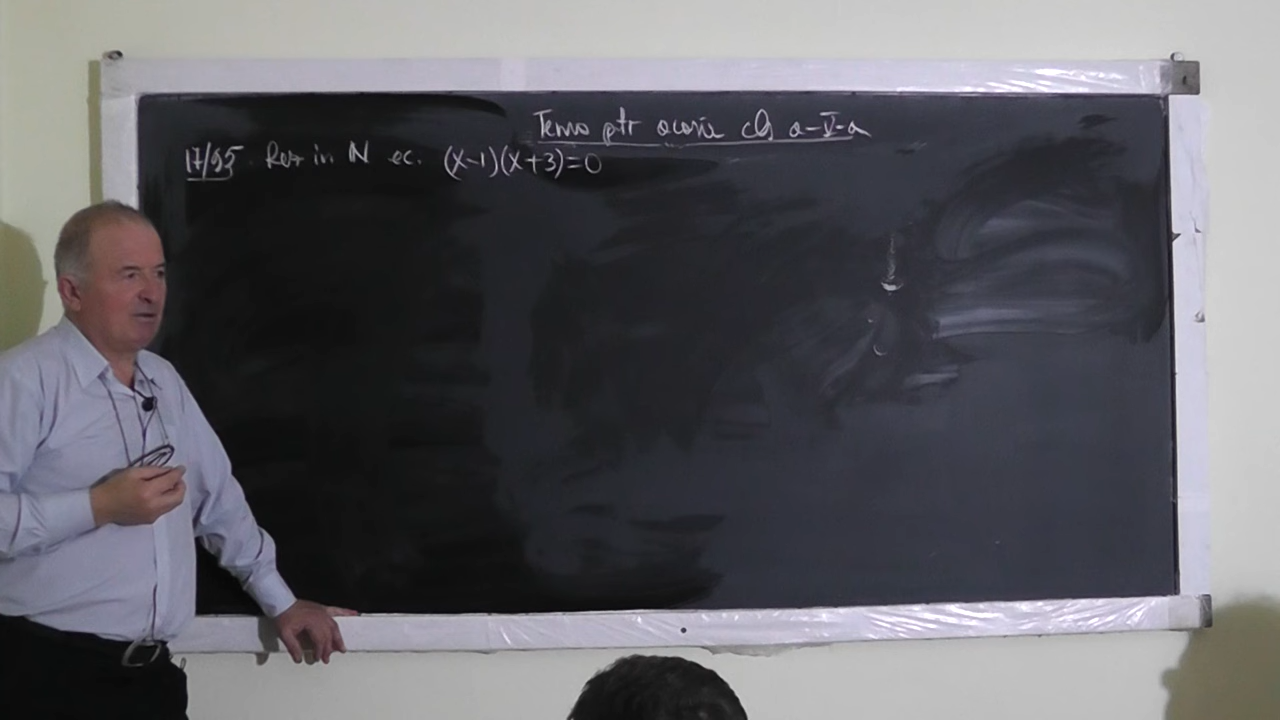 Tema ptr acasă cls a-V-a
17/95. Rez in N ec. (x-1)(x+3)=0